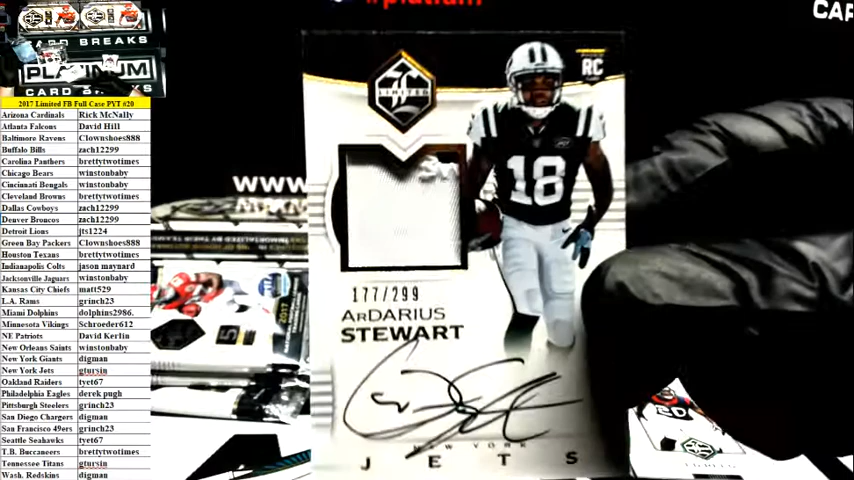 CARD BREAKS
PLATINUM
CARD BREAKS
2017 Limited FB Full Case PYT #20
Arizona Cardinals Rick McNally
Atlanta Falcons David Hill
Baltimore Ravens Clownshoes888
Buffalo Bills zach12299
Carolina Panthers brettytwotimes
Chicago Bears winstonbaby
Cincinnati Bengals winstonbaby
Cleveland Browns brettytwotimes
Dallas Cowboys zach12299
Denver Broncos zach12299
Detroit Lions jts1224
Green Bay Packers Clownshoes888
Houston Texans brettytwotimes
Indianapolis Colts jason maynard
Jacksonville Jaguars winstonbaby
Kansas City Chiefs matt529
L.A. Rams grinch23
Miami Dolphins dolphins2986.
Minnesota Vikings Schroeder612
NE Patriots David Kerlin
New Orleans Saints winstonbaby
New York Giants digman
New York Jets gtursin
Oakland Raiders tyet67
Philadelphia Eagles derek pugh
Pittsburgh Steelers grinch23
San Diego Chargers digman
San Francisco 49ers grinch23
Seattle Seahawks tyet67
T.B. Buccaneers brettytwotimes
Tennessee Titans gtursin
Wash. Redskins digman
WWW
LIMITED
RC
18
177/299
ARDARIUS
STEWART
NEW YORK
JETS
2017
20